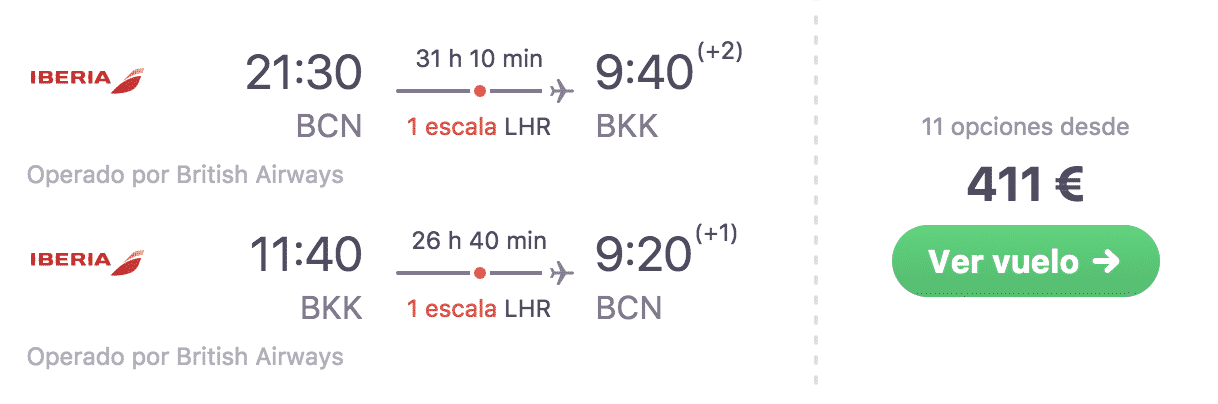 IBERIA 21:30 31 h 10 min 9:40 (+2)
BCN 1 escala LHR BKK
Operado por British Airways
IBERIA 11:40 26 h 40 min 9:20 (+1)
BKK 1 escala LHR BCN
Operado por British Airways
11 opciones desde
411 €
Ver vuelo →